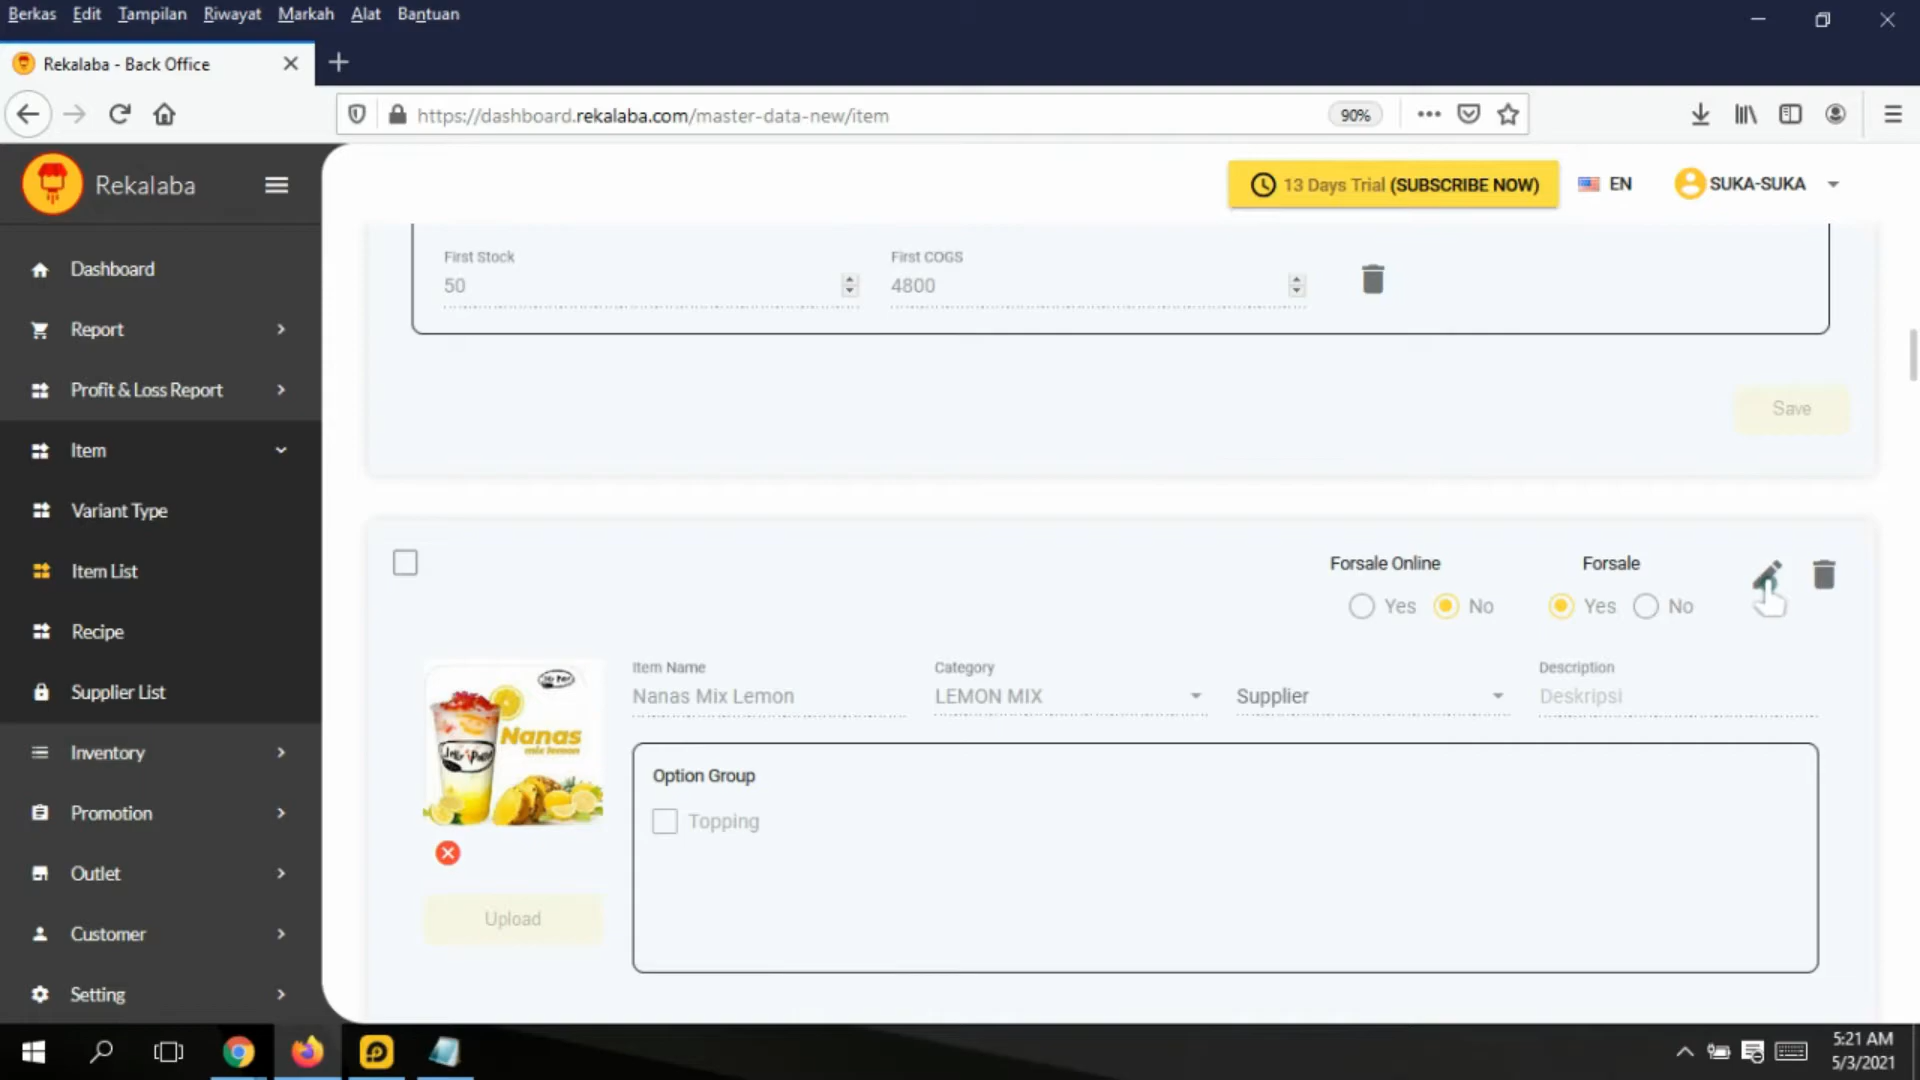 Berkas Edit Tampilan Riwayat Markah Alat Bantuan
Rekalaba - Back Office
https://dashboard.rekalaba.com/master-data-new/item
90%
Rekalaba
13 Days Trial (SUBSCRIBE NOW)
EN
SUKA-SUKA
Dashboard
Report
Profit & Loss Report
Item
Variant Type
Item List
Recipe
Supplier List
Inventory
Promotion
Outlet
Customer
Setting
First Stock
50
First COGS
4800
Save
Forsale Online
Yes No
Forsale
Yes No
Item Name
Nanas Mix Lemon
Category
LEMON MIX
Supplier
Description
Deskripsi
Nanas
mix lemon
Option Group
Topping
Upload
5:21 AM
5/3/2021